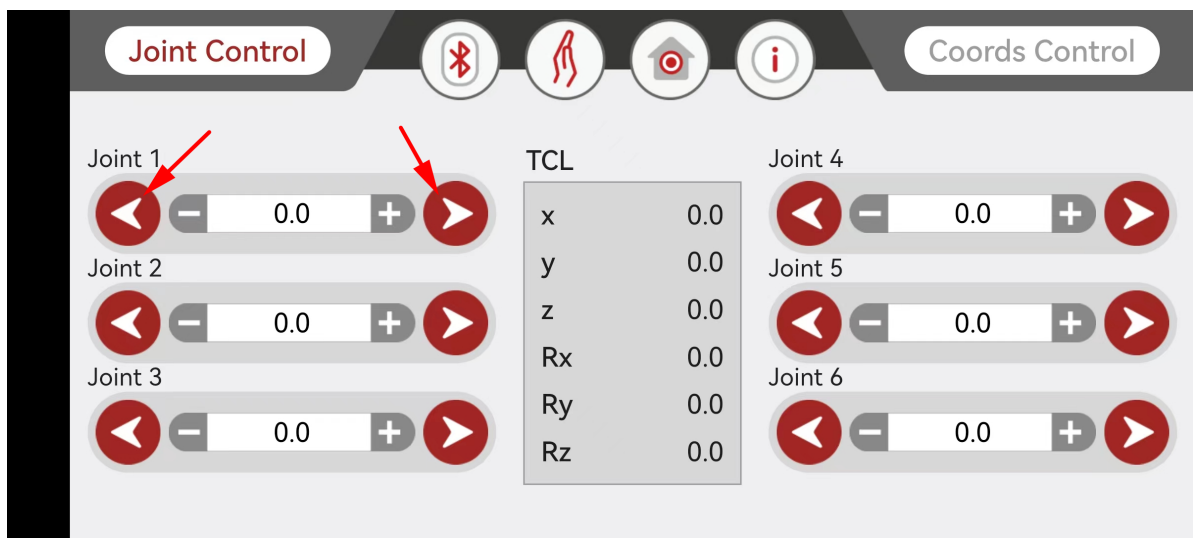 Joint Control
i
Coords Control
Joint 1
- 0.0 +
Joint 2
- 0.0 +
Joint 3
- 0.0 +
TCL
x 0.0
y 0.0
z 0.0
Rx 0.0
Ry 0.0
Rz 0.0
Joint 4
- 0.0 +
Joint 5
- 0.0 +
Joint 6
- 0.0 +